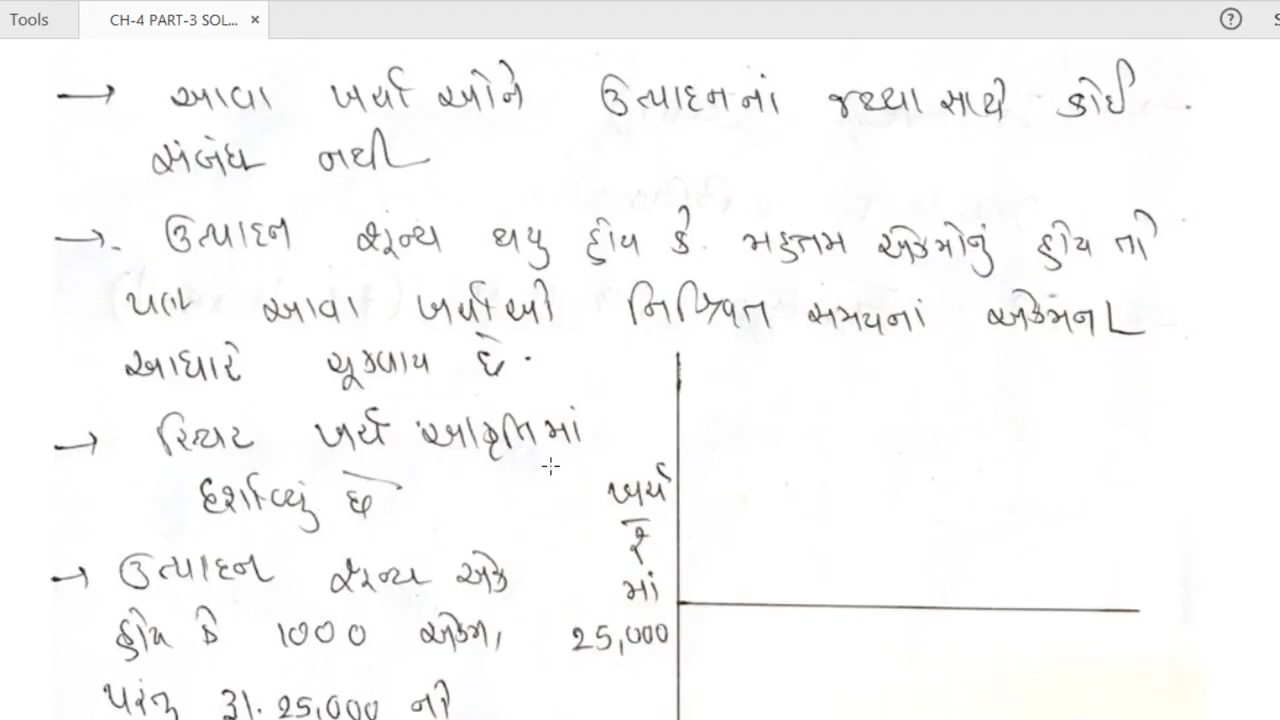 Tools
CH-4 PART-3 SOL... ×
?
→ આવા ખર્ચાઓને ઉત્પાદનનાં જથ્થા સાથે કોઈ
સંબંધ નથી
→ ઉત્પાદન શૂન્ય થયુ હોય કે મહત્તમ એકમોનું હોય તો
પણ આવા ખર્ચાઓ નિશ્ચિત સમયનાં એકમના
આધારે ચૂકવાય છે.
→ સ્થિર ખર્ચ આકૃતિમાં
દર્શાવ્યું છે
ખર્ચ
રૂ
માં
25,000
→ ઉત્પાદન શૂન્ય એકમ
હોય કે 1000 એકમ,
પરંતુ રૂા. 25,000 નો